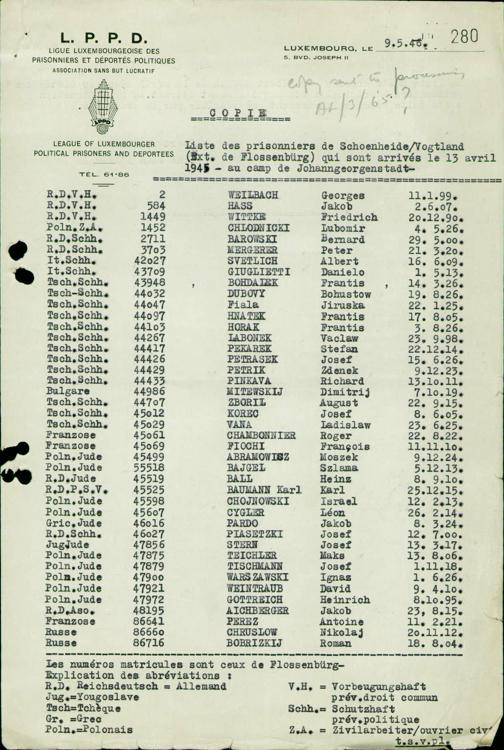 L. P. P. D.
LIGUE LUXEMBOURGEOISE DES
PRISONNIERS ET DÉPORTÉS POLITIQUES
ASSOCIATION SANS BUT LUCRATIF
LPPD
LEAGUE OF LUXEMBOURGER
POLITICAL PRISONERS AND DEPORTEES
TEL. 61-86
LUXEMBOURG, LE 9.5.46. 280
5, BVD. JOSEPH II
copy sent to
C O P I E
Liste des prisonniers de Schoenheide/Vogtland
(Ext. de Flossenbürg) qui sont arrivés le 13 avril
1945 - au camp de Johanngeorgenstadt-
R.D.V.H. 2 WEILBACH Georges 11.1.99.
R.D.V.H. 584 HASS Jakob 2.6.07.
R.D.V.H. 1449 WITTKE Friedrich 20.12.90.
Poln.Z.A. 1452 CHLODNICKI Lubomir 4. 5.26.
R.D.Schh. 2711 BAROWSKI Bernard 29. 5.00.
R.D.Schh. 3703 MERGERER Peter 21. 3.20.
It.Schh. 42027 SVETLICH Albert 16. 6.09.
It.Schh. 43709 GIUGLIETTI Danielo 1. 5.13.
Tsch.Schh. 43948 BOHDALEK Frantis 14. 3.26.
Tsch-Schh. 44032 DUBOVY Bohustow 19. 8.26.
Tsch.Schh. 44047 Fiala Jiruska 22. 1.25.
Tsch.Schh. 44097 HNATEK Frantis 17. 8.05.
Tsch.Schh. 44103 HORAK Frantis 3. 8.26.
Tsch.Schh. 44267 LABONEK Vaclaw 23. 9.98.
Tsch.Schh. 44417 PEKAREK Stefan 22.12.14.
Tsch.Schh. 44426 PETRASEK Josef 15. 6.26.
Tsch.Schh. 44429 PETRIK Zdenek 9.12.23.
Tsch.Schh. 44433 PINKAVA Richard 13.10.11.
Bulgare 44986 MITEWSKIJ Dimitrij 7.10.19.
Tsch.Schh. 44707 ZBORIL August 22. 9.15.
Tsch.Schh. 45012 KOREC Josef 8. 6.05.
Tsch.Schh. 45029 VANA Ladislaw 23. 6.25.
Franzose 45061 CHAMBONNIER Roger 22. 8.22.
Franzose 45069 FIOCHI François 11.11.10.
Poln.Jude 45499 ABRAMOWISZ Moszek 9.12.24.
Poln.Jude 55518 BAJGEL Szlama 5.12.13.
R.D.Jude 45519 BALL Heinz 8. 9.10.
R.D.P.S.V. 45525 BAUMANN Karl Karl 25.12.15.
Poln.Jude 45598 CHOJNOWSKI Israel 12. 2.13.
Poln.Jude 45607 CYGLER Léon 26. 2.14.
Gric.Jude 46016 PARDO Jakob 8. 3.24.
R.D.Schh. 46027 PIASETZKI Josef 12. 7.00.
Jug.Jude 47856 STERN Josef 13. 3.17.
Poln.Jude 47875 TEICHLER Maks 13. 8.06.
Poln.Jude 47879 TISCHMANN Josef 1.11.18.
Poln.Jude 47900 WARSZAWSKI Ignaz 1. 6.26.
Poln.Jude 47921 WEINTRAUB David 9. 4.10.
Poln.Jude 47972 GOTTREICH Heinrich 8.10.95.
R.D.Aso. 48195 AICHBERGER Jakob 23, 8.15.
Franzose 86641 PEREZ Antoine 11. 2.21.
Russe 86660 CHRUSLOW Nikolaj 20.11.12.
Russe 86716 BOBRIZKIJ Roman 18. 8.04.
Les numéros matricules sont ceux de Flossenbürg-
Explication des abréviations :
R.D. Reichsdeutsch = Allemand V.H. = Vorbeugungshaft
Jug.=Yougoslave prév.droit commun
Tsch=Tchèque Schh.= Schutzhaft
Gr. =Grec prév.politique
Poln.=Polonais Z.A. = Zivilarbeiter/ouvrier civ
t.s.v.pl.